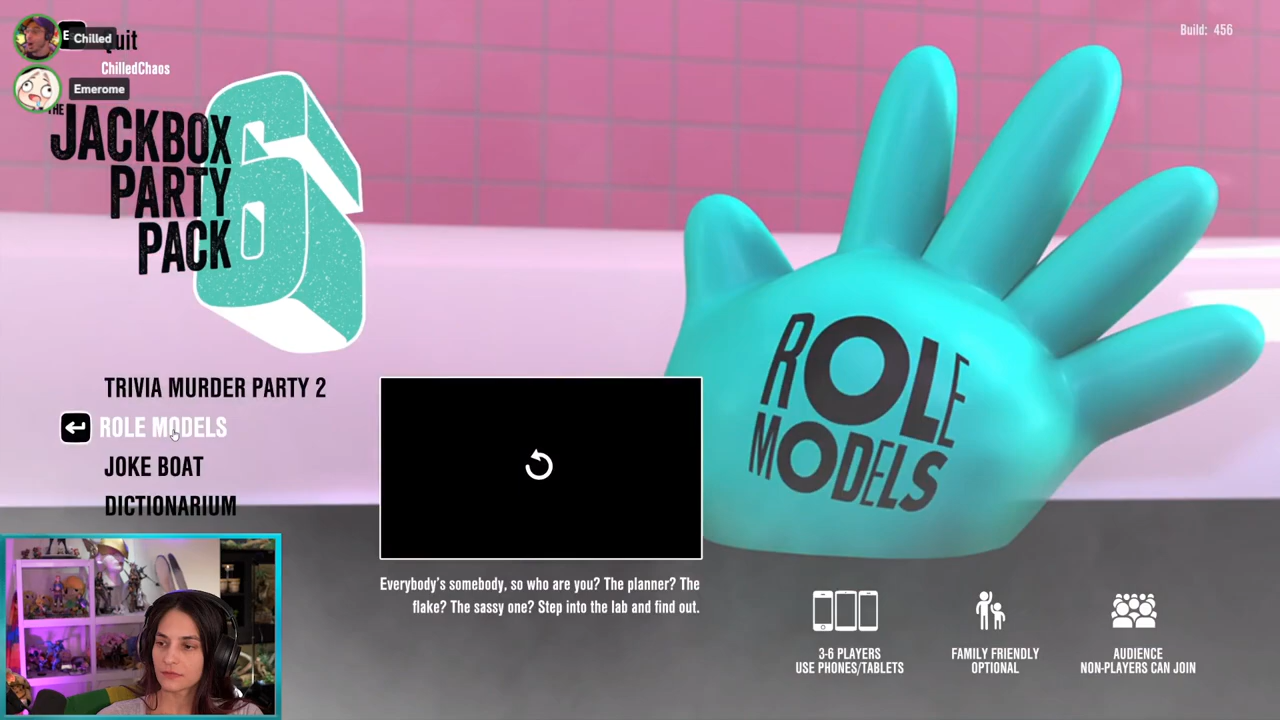 Chilled
Quit
ChilledChaos
Emerome
Build: 456
THE
JACKBOX
PARTY
PACK
6
TRIVIA MURDER PARTY 2
ROLE MODELS
JOKE BOAT
DICTIONARIUM
ROLE
MODELS
Everybody's somebody, so who are you? The planner? The
flake? The sassy one? Step into the lab and find out.
3-6 PLAYERS
USE PHONES/TABLETS
FAMILY FRIENDLY
OPTIONAL
AUDIENCE
NON-PLAYERS CAN JOIN